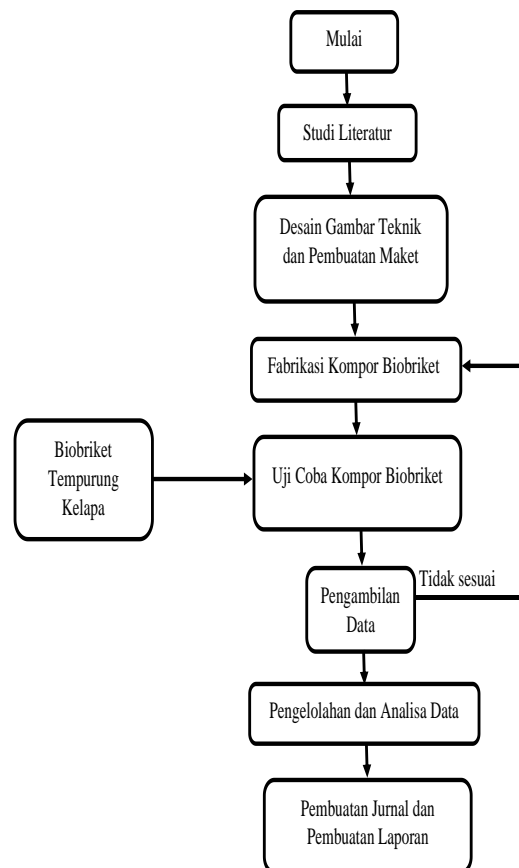 Mulai
Studi Literatur
Desain Gambar Teknik
dan Pembuatan Maket
Fabrikasi Kompor Biobriket
Biobriket
Tempurung
Kelapa
Uji Coba Kompor Biobriket
Pengambilan
Data
Tidak sesuai
Pengelolahan dan Analisa Data
Pembuatan Jurnal dan
Pembuatan Laporan